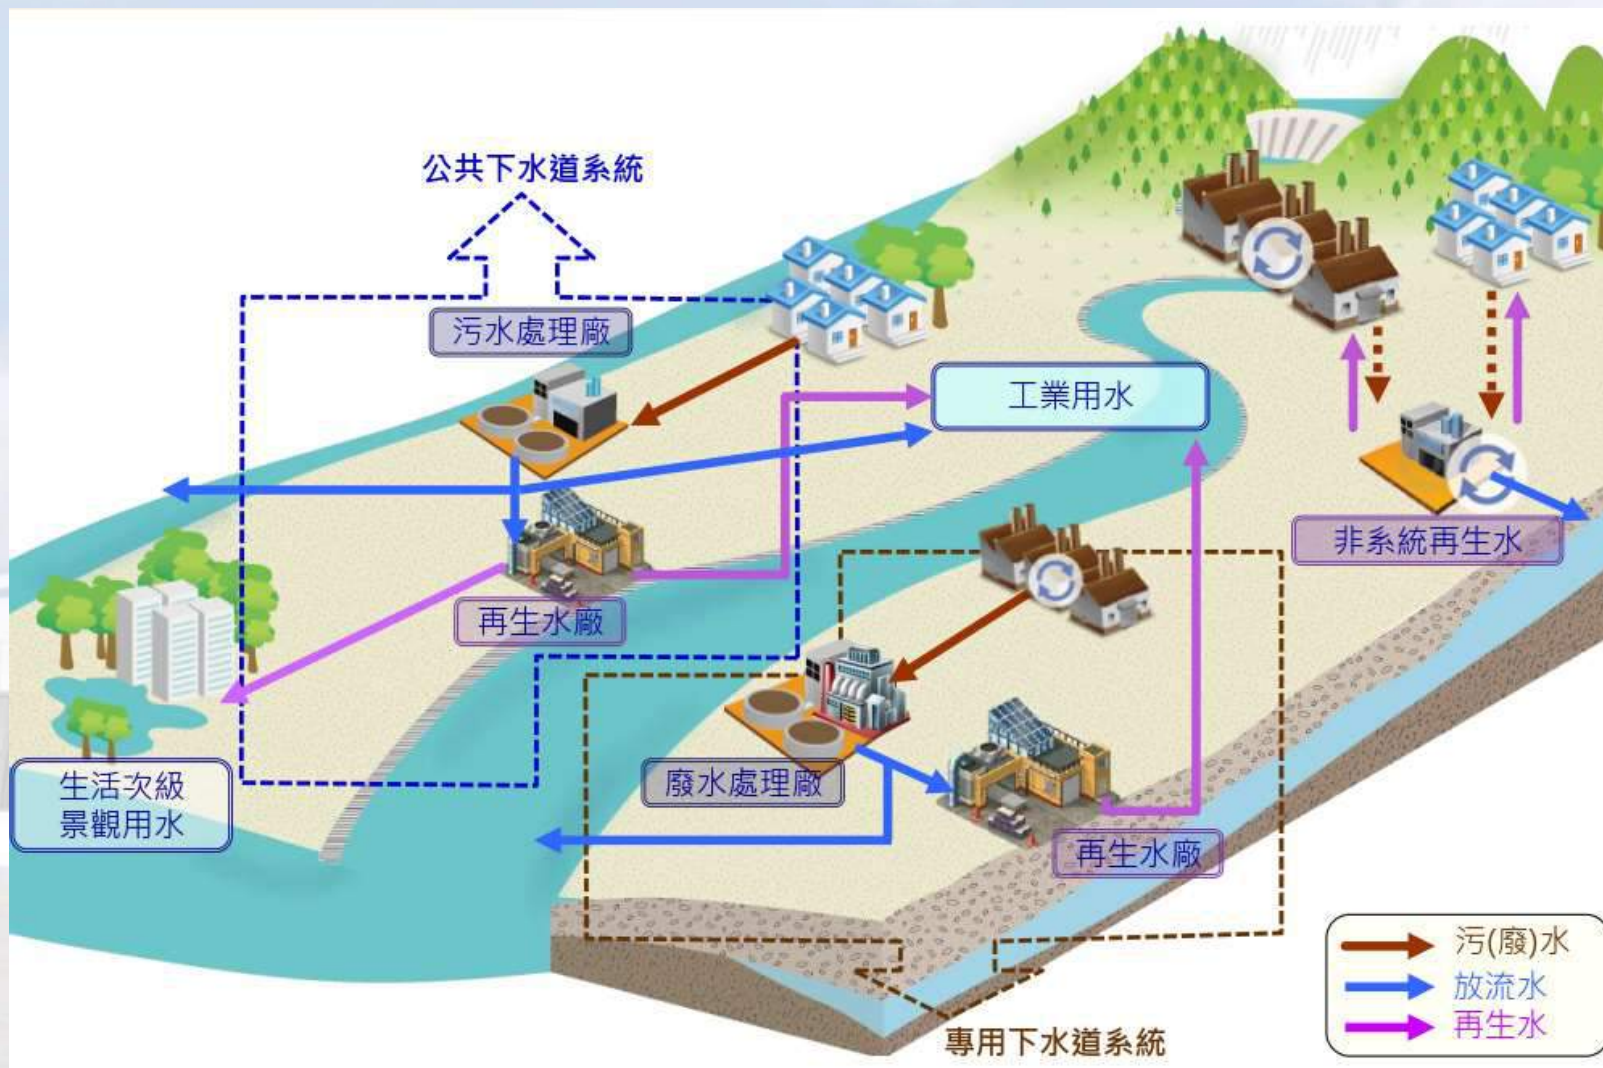 公共下水道系統
污水處理廠
工業用水
非系統再生水
再生水廠
生活次級
景觀用水
廢水處理廠
再生水廠
污(廢)水
放流水
再生水
專用下水道系統